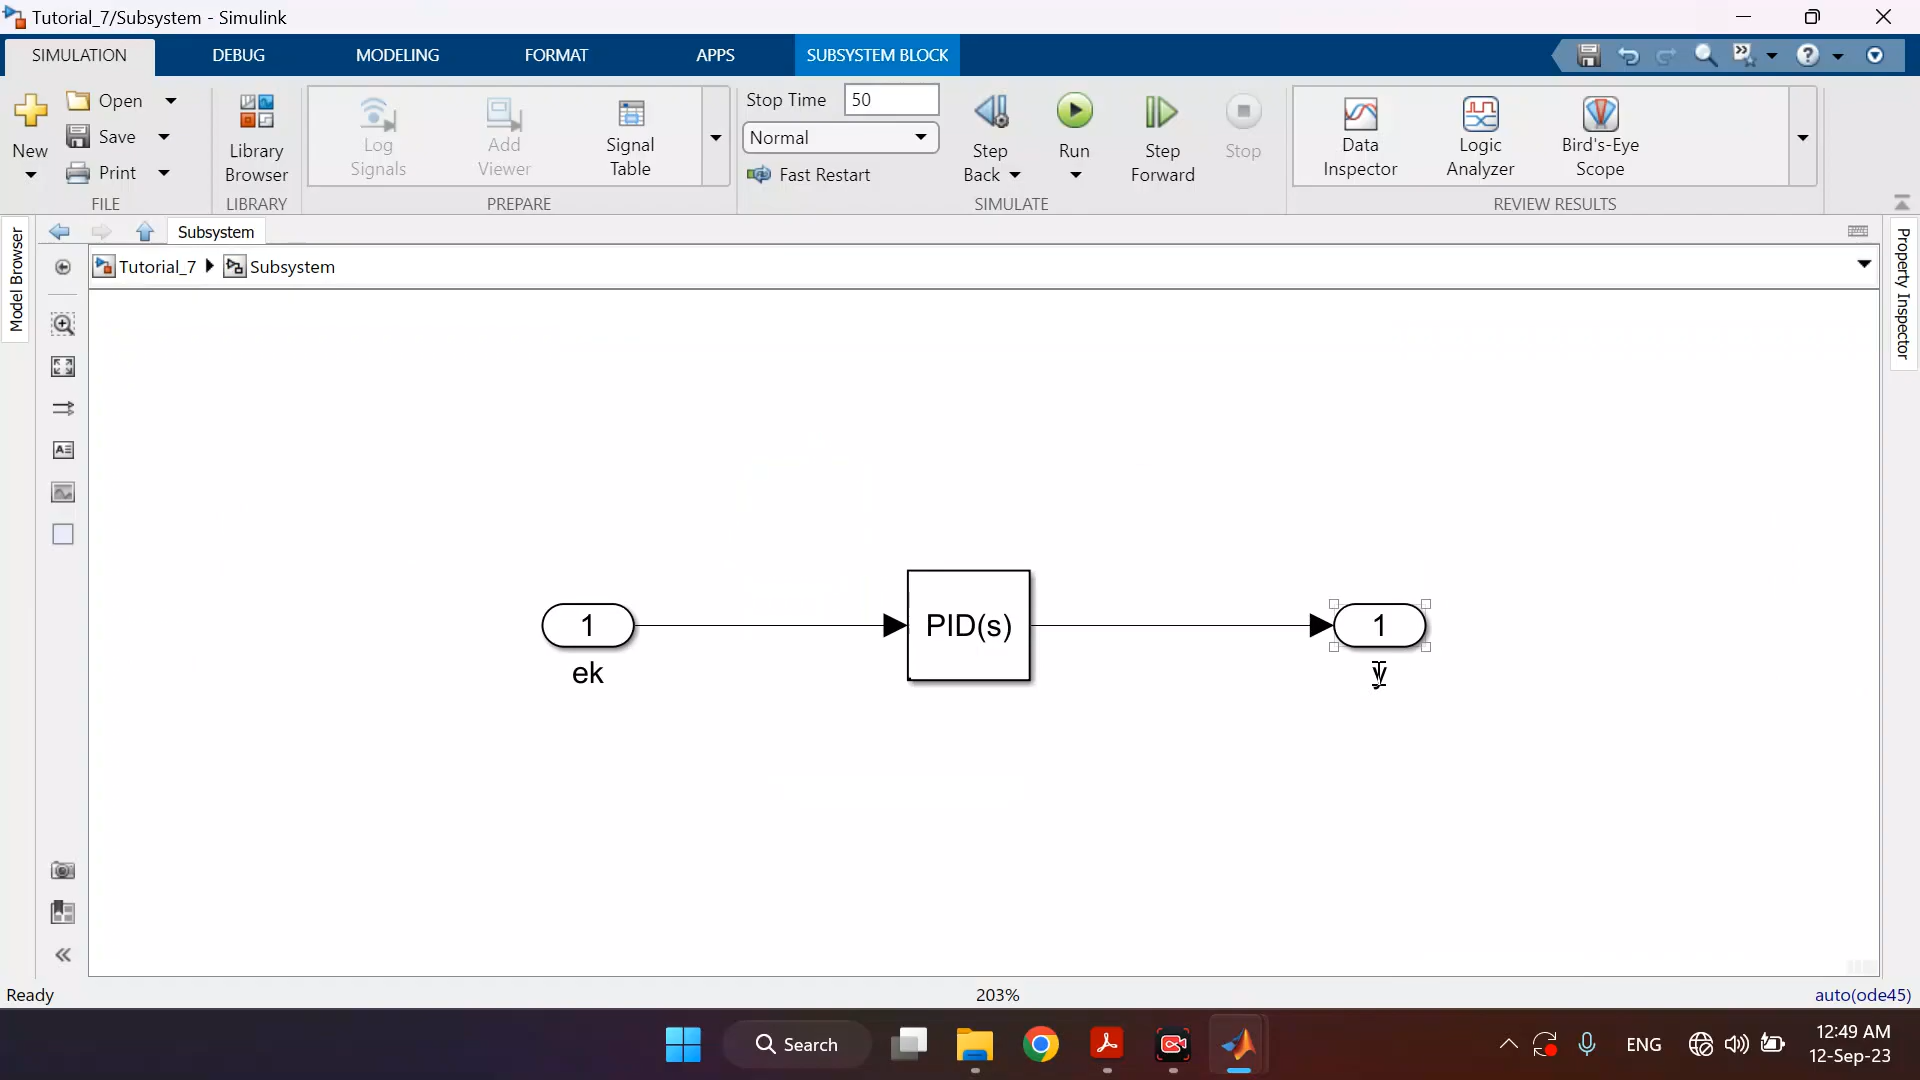 Tutorial_7/Subsystem - Simulink
SIMULATION
DEBUG
MODELING
FORMAT
APPS
SUBSYSTEM BLOCK
New
Open
Save
Print
FILE
Library
Browser
LIBRARY
Log
Signals
Add
Viewer
Signal
Table
PREPARE
Stop Time
50
Normal
Fast Restart
Step
Back
Run
Step
Forward
Stop
SIMULATE
Data
Inspector
Logic
Analyzer
Bird's-Eye
Scope
REVIEW RESULTS
Model Browser
Subsystem
Tutorial_7
Subsystem
Property Inspector
1
ek
PID(s)
1
y
Ready
203%
auto(ode45)
Search
ENG
12:49 AM
12-Sep-23